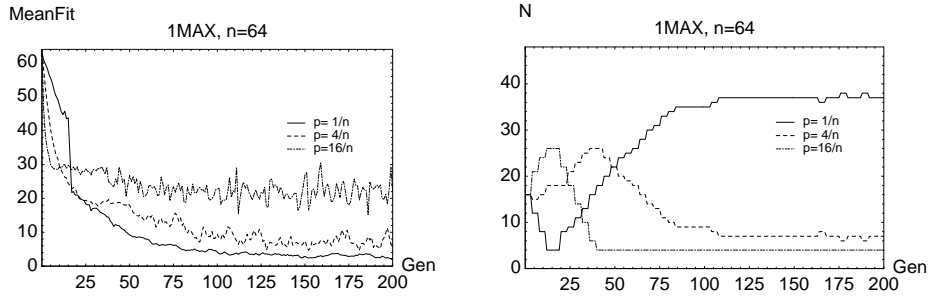 MeanFit
1MAX, n=64
60
50
40
30
20
10
0
p= 1/n
p= 4/n
p=16/n
25 50 75 100 125 150 175 200
Gen
N
1MAX, n=64
40
30
20
10
0
p= 1/n
p= 4/n
p=16/n
25 50 75 100 125 150 175 200
Gen